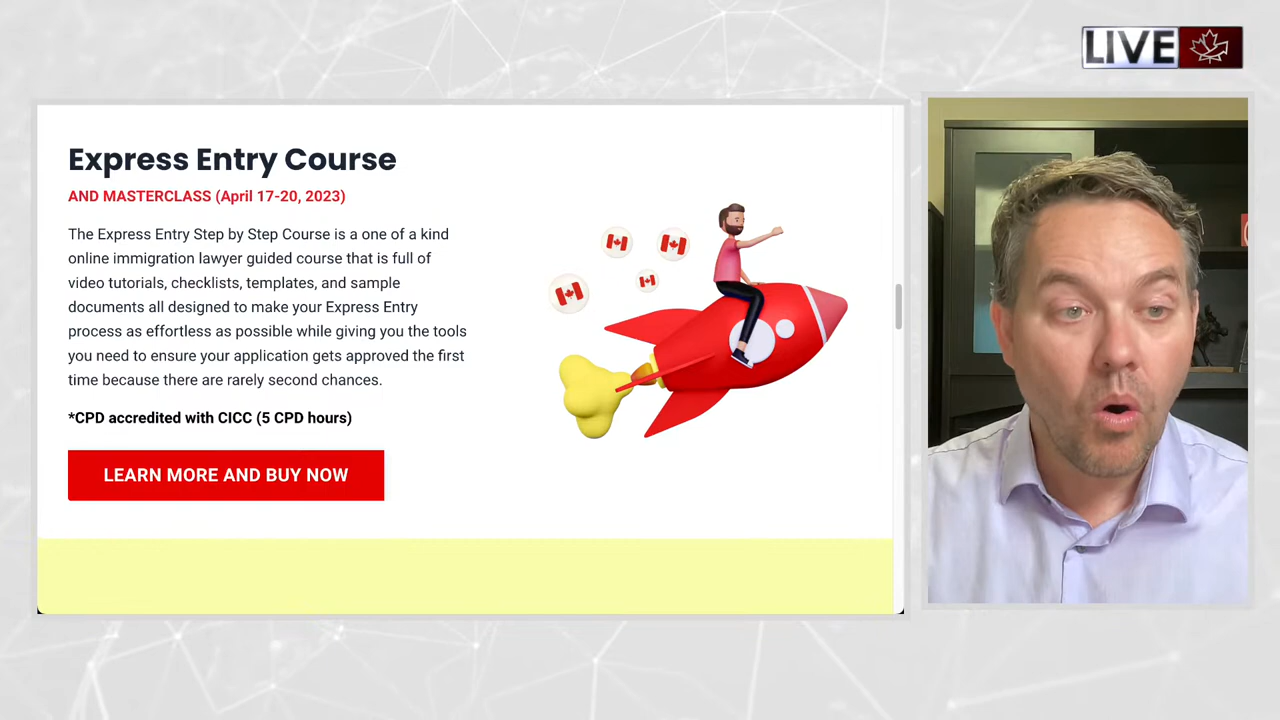 LIVE
Express Entry Course
AND MASTERCLASS (April 17-20, 2023)
The Express Entry Step by Step Course is a one of a kind
online immigration lawyer guided course that is full of
video tutorials, checklists, templates, and sample
documents all designed to make your Express Entry
process as effortless as possible while giving you the tools
you need to ensure your application gets approved the first
time because there are rarely second chances.
*CPD accredited with CICC (5 CPD hours)
LEARN MORE AND BUY NOW